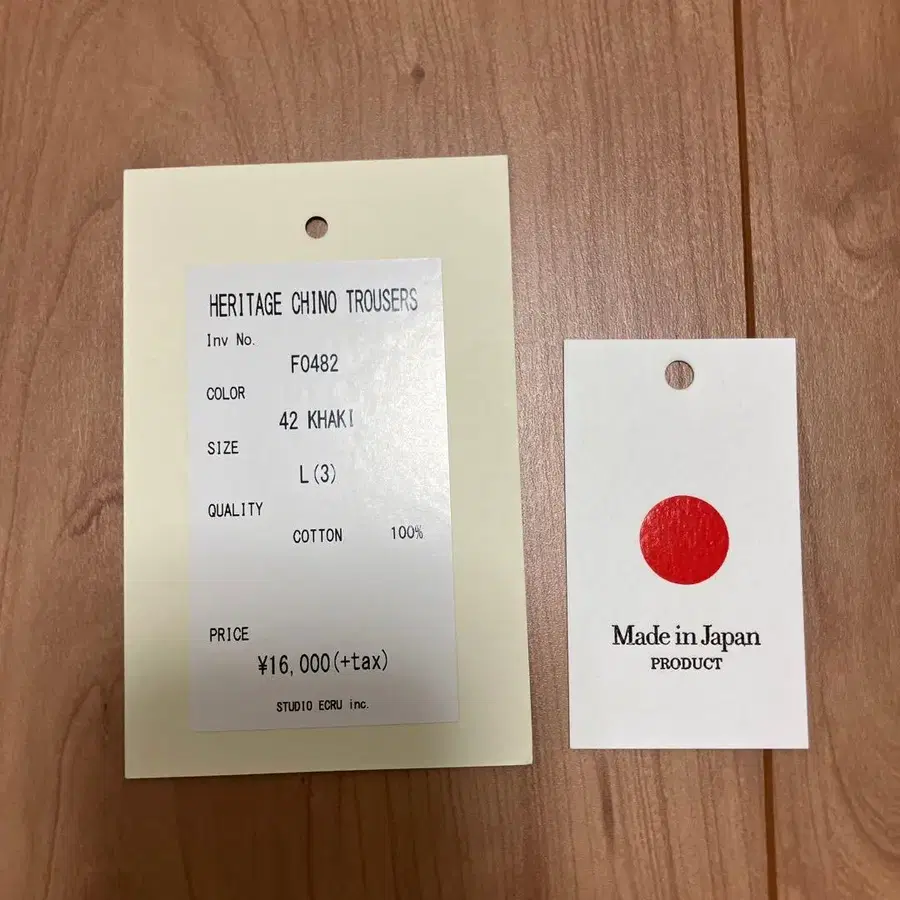 HERITAGE CHINO TROUSERS
Inv No.
F0482
COLOR
42 KHAKI
SIZE
L(3)
QUALITY
COTTON 100%
PRICE
¥16,000(+tax)
STUDIO ECRU inc.
Made in Japan
PRODUCT